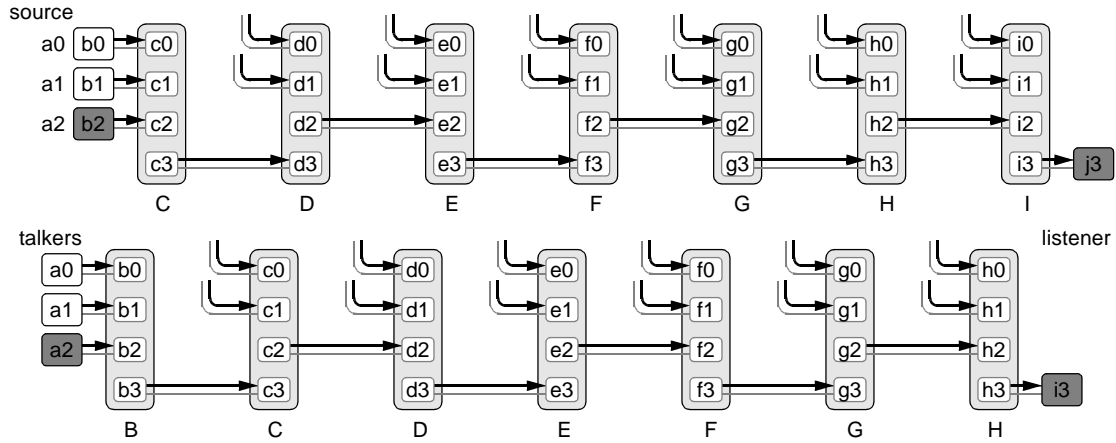 source
a0 b0 c0 d0 e0 f0 g0 h0 i0
a1 b1 c1 d1 e1 f1 g1 h1 i1
a2 b2 c2 d2 e2 f2 g2 h2 i2
c3 d3 e3 f3 g3 h3 i3 j3
C D E F G H I
talkers listener
a0 b0 c0 d0 e0 f0 g0 h0
a1 b1 c1 d1 e1 f1 g1 h1
a2 b2 c2 d2 e2 f2 g2 h2
b3 c3 d3 e3 f3 g3 h3 i3
B C D E F G H